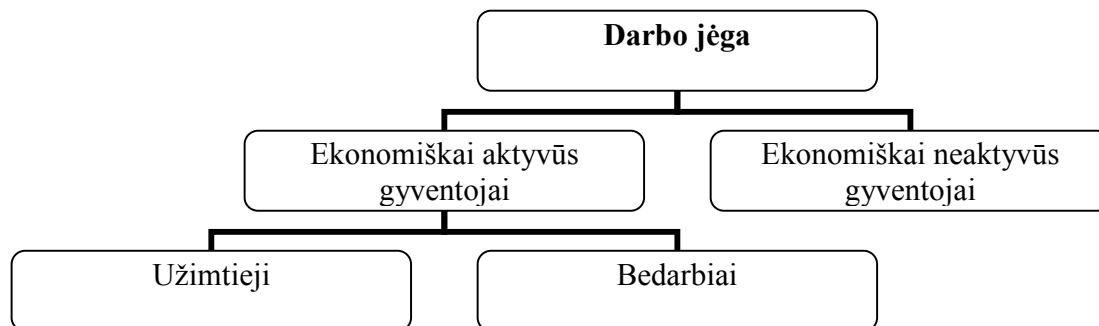 Darbo jėga
Ekonomiškai aktyvūs
gyventojai
Ekonomiškai neaktyvūs
gyventojai
Užimtieji
Bedarbiai